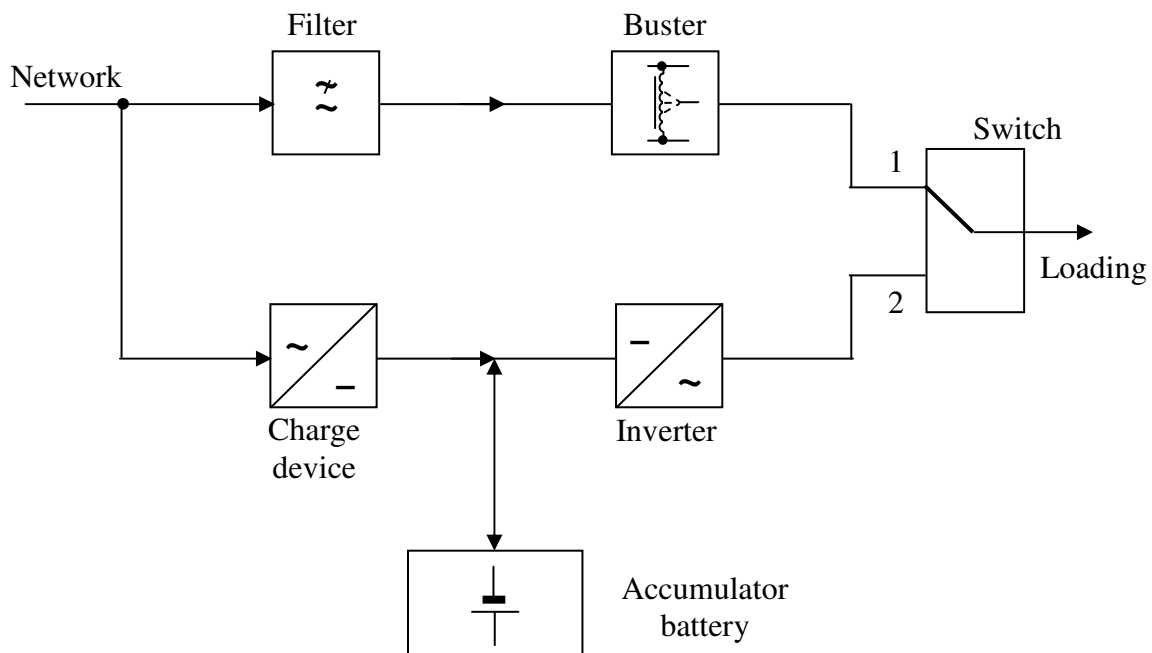 Filter
Buster
Network
Switch
1
Loading
2
Charge
device
Inverter
Accumulator
battery